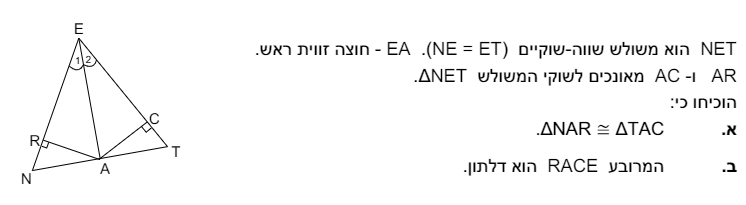 NET הוא משולש שווה-שוקיים (NE = ET). EA - חוצה זווית ראש.
AR ו- AC מאונכים לשוקי המשולש ΔNET.
הוכיחו כי:
א. ΔNAR ≅ ΔTAC.
ב. המרובע RACE הוא דלתון.
E
1 2
C
R
T
A
N